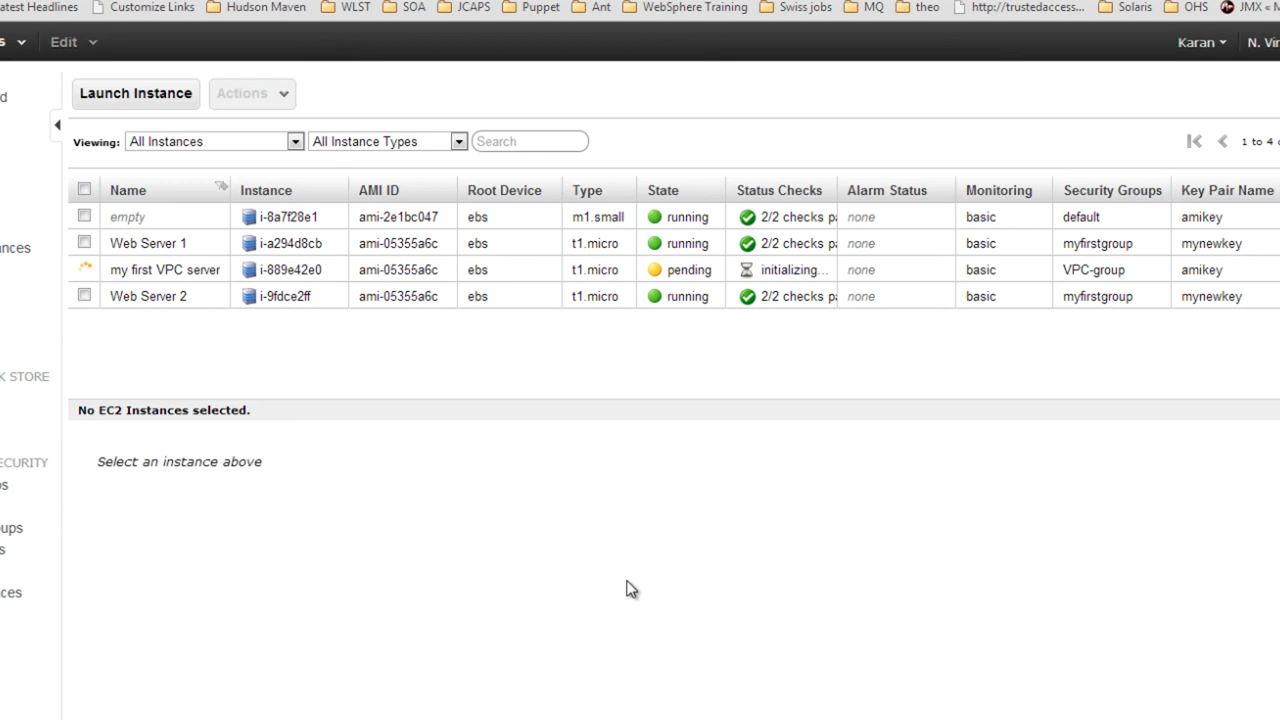 atest Headlines Customize Links Hudson Maven WLST SOA JCAPS Puppet Ant WebSphere Training Swiss jobs MQ theo http://trustedaccess... Solaris OHS JMX « M
s Edit Karan N. Vir
d
Launch Instance Actions
Viewing: All Instances All Instance Types Search 1 to 4 o
Name Instance AMI ID Root Device Type State Status Checks Alarm Status Monitoring Security Groups Key Pair Name
empty i-8a7f28e1 ami-2e1bc047 ebs m1.small running 2/2 checks pa none basic default amikey
Web Server 1 i-a294d8cb ami-05355a6c ebs t1.micro running 2/2 checks pa none basic myfirstgroup mynewkey
ances
my first VPC server i-889e42e0 ami-05355a6c ebs t1.micro pending initializing... none basic VPC-group amikey
Web Server 2 i-9fdce2ff ami-05355a6c ebs t1.micro running 2/2 checks pa none basic myfirstgroup mynewkey
K STORE
No EC2 Instances selected.
Select an instance above
ECURITY
ps
oups
s
ces